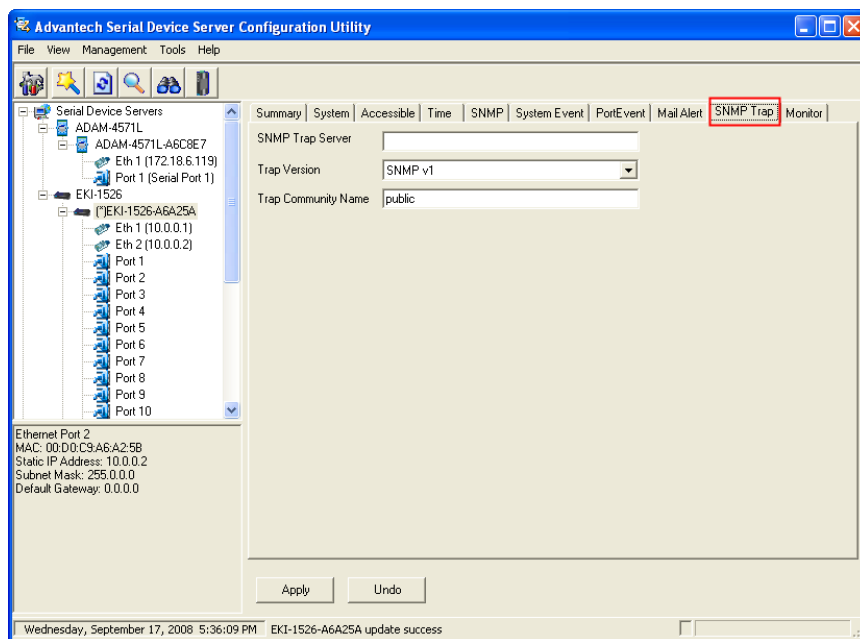 Advantech Serial Device Server Configuration Utility
File View Management Tools Help
Serial Device Servers
ADAM-4571L
ADAM-4571L-A6C8E7
Eth 1 (172.18.6.119)
Port 1 (Serial Port 1)
EKI-1526
(*)EKI-1526-A6A25A
Eth 1 (10.0.0.1)
Eth 2 (10.0.0.2)
Port 1
Port 2
Port 3
Port 4
Port 5
Port 6
Port 7
Port 8
Port 9
Port 10
Ethernet Port 2
MAC: 00:D0:C9:A6:A2:5B
Static IP Address: 10.0.0.2
Subnet Mask: 255.0.0.0
Default Gateway: 0.0.0.0
Summary System Accessible Time SNMP System Event PortEvent Mail Alert SNMP Trap Monitor
SNMP Trap Server
Trap Version SNMP v1
Trap Community Name public
Apply Undo
Wednesday, September 17, 2008 5:36:09 PM EKI-1526-A6A25A update success